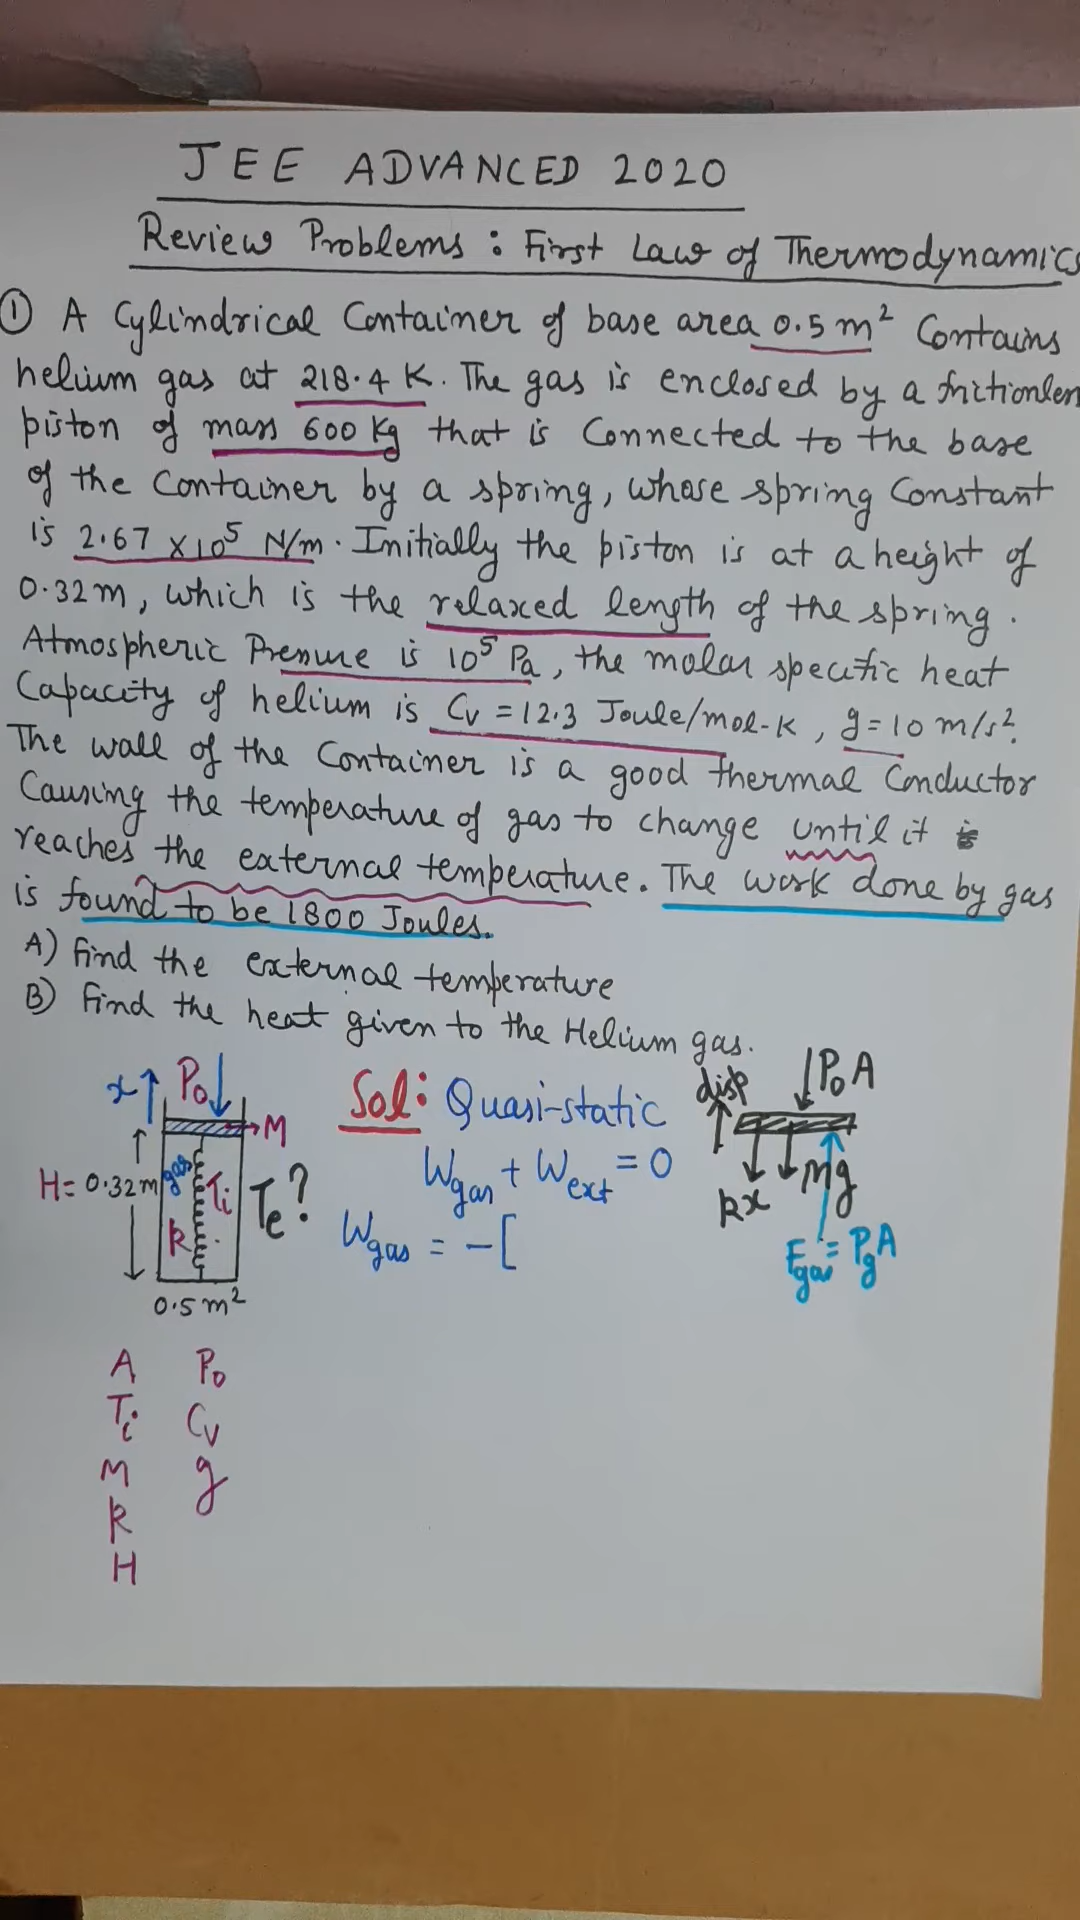 JEE ADVANCED 2020
Review Problems: First Law of Thermodynamics
① A Cylindrical Container of base area 0.5 m² Contains
helium gas at 218.4 K. The gas is enclosed by a frictionless
piston of mass 600 Kg that is Connected to the base
of the Container by a spring, whose spring Constant
is 2.67 ×10⁵ N/m. Initially the piston is at a height of
0.32m, which is the relaxed length of the spring.
Atmospheric Pressure is 10⁵ Pa, the molar specific heat
Capacity of helium is Cv = 12.3 Joule/mol-K, g = 10 m/s².
The wall of the Container is a good thermal Conductor
Causing the temperature of gas to change until it
reaches the external temperature. The work done by gas
is found to be 1800 Joules.
A) Find the external temperature
B) Find the heat given to the Helium gas.
x P₀
M
H = 0.32m gas Ti
k
Te?
0.5 m²
Sol: Quasi-static
Wgas + Wext = 0
Wgas = -[
disp P₀A
kx Mg
Fgas = PgA
A P₀
Ti Cv
M g
k
H